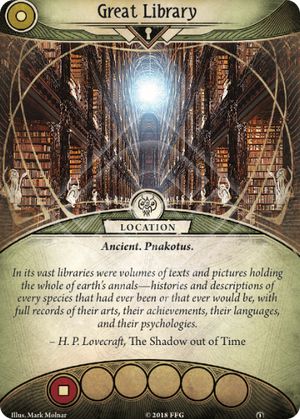 Great Library
LOCATION
Ancient. Pnakotus.
In its vast libraries were volumes of texts and pictures holding
the whole of earth's annals—histories and descriptions of
every species that had ever been or that ever would be, with
full records of their arts, their achievements, their languages,
and their psychologies.
– H. P. Lovecraft, The Shadow out of Time
Illus. Mark Molnar
© 2018 FFG